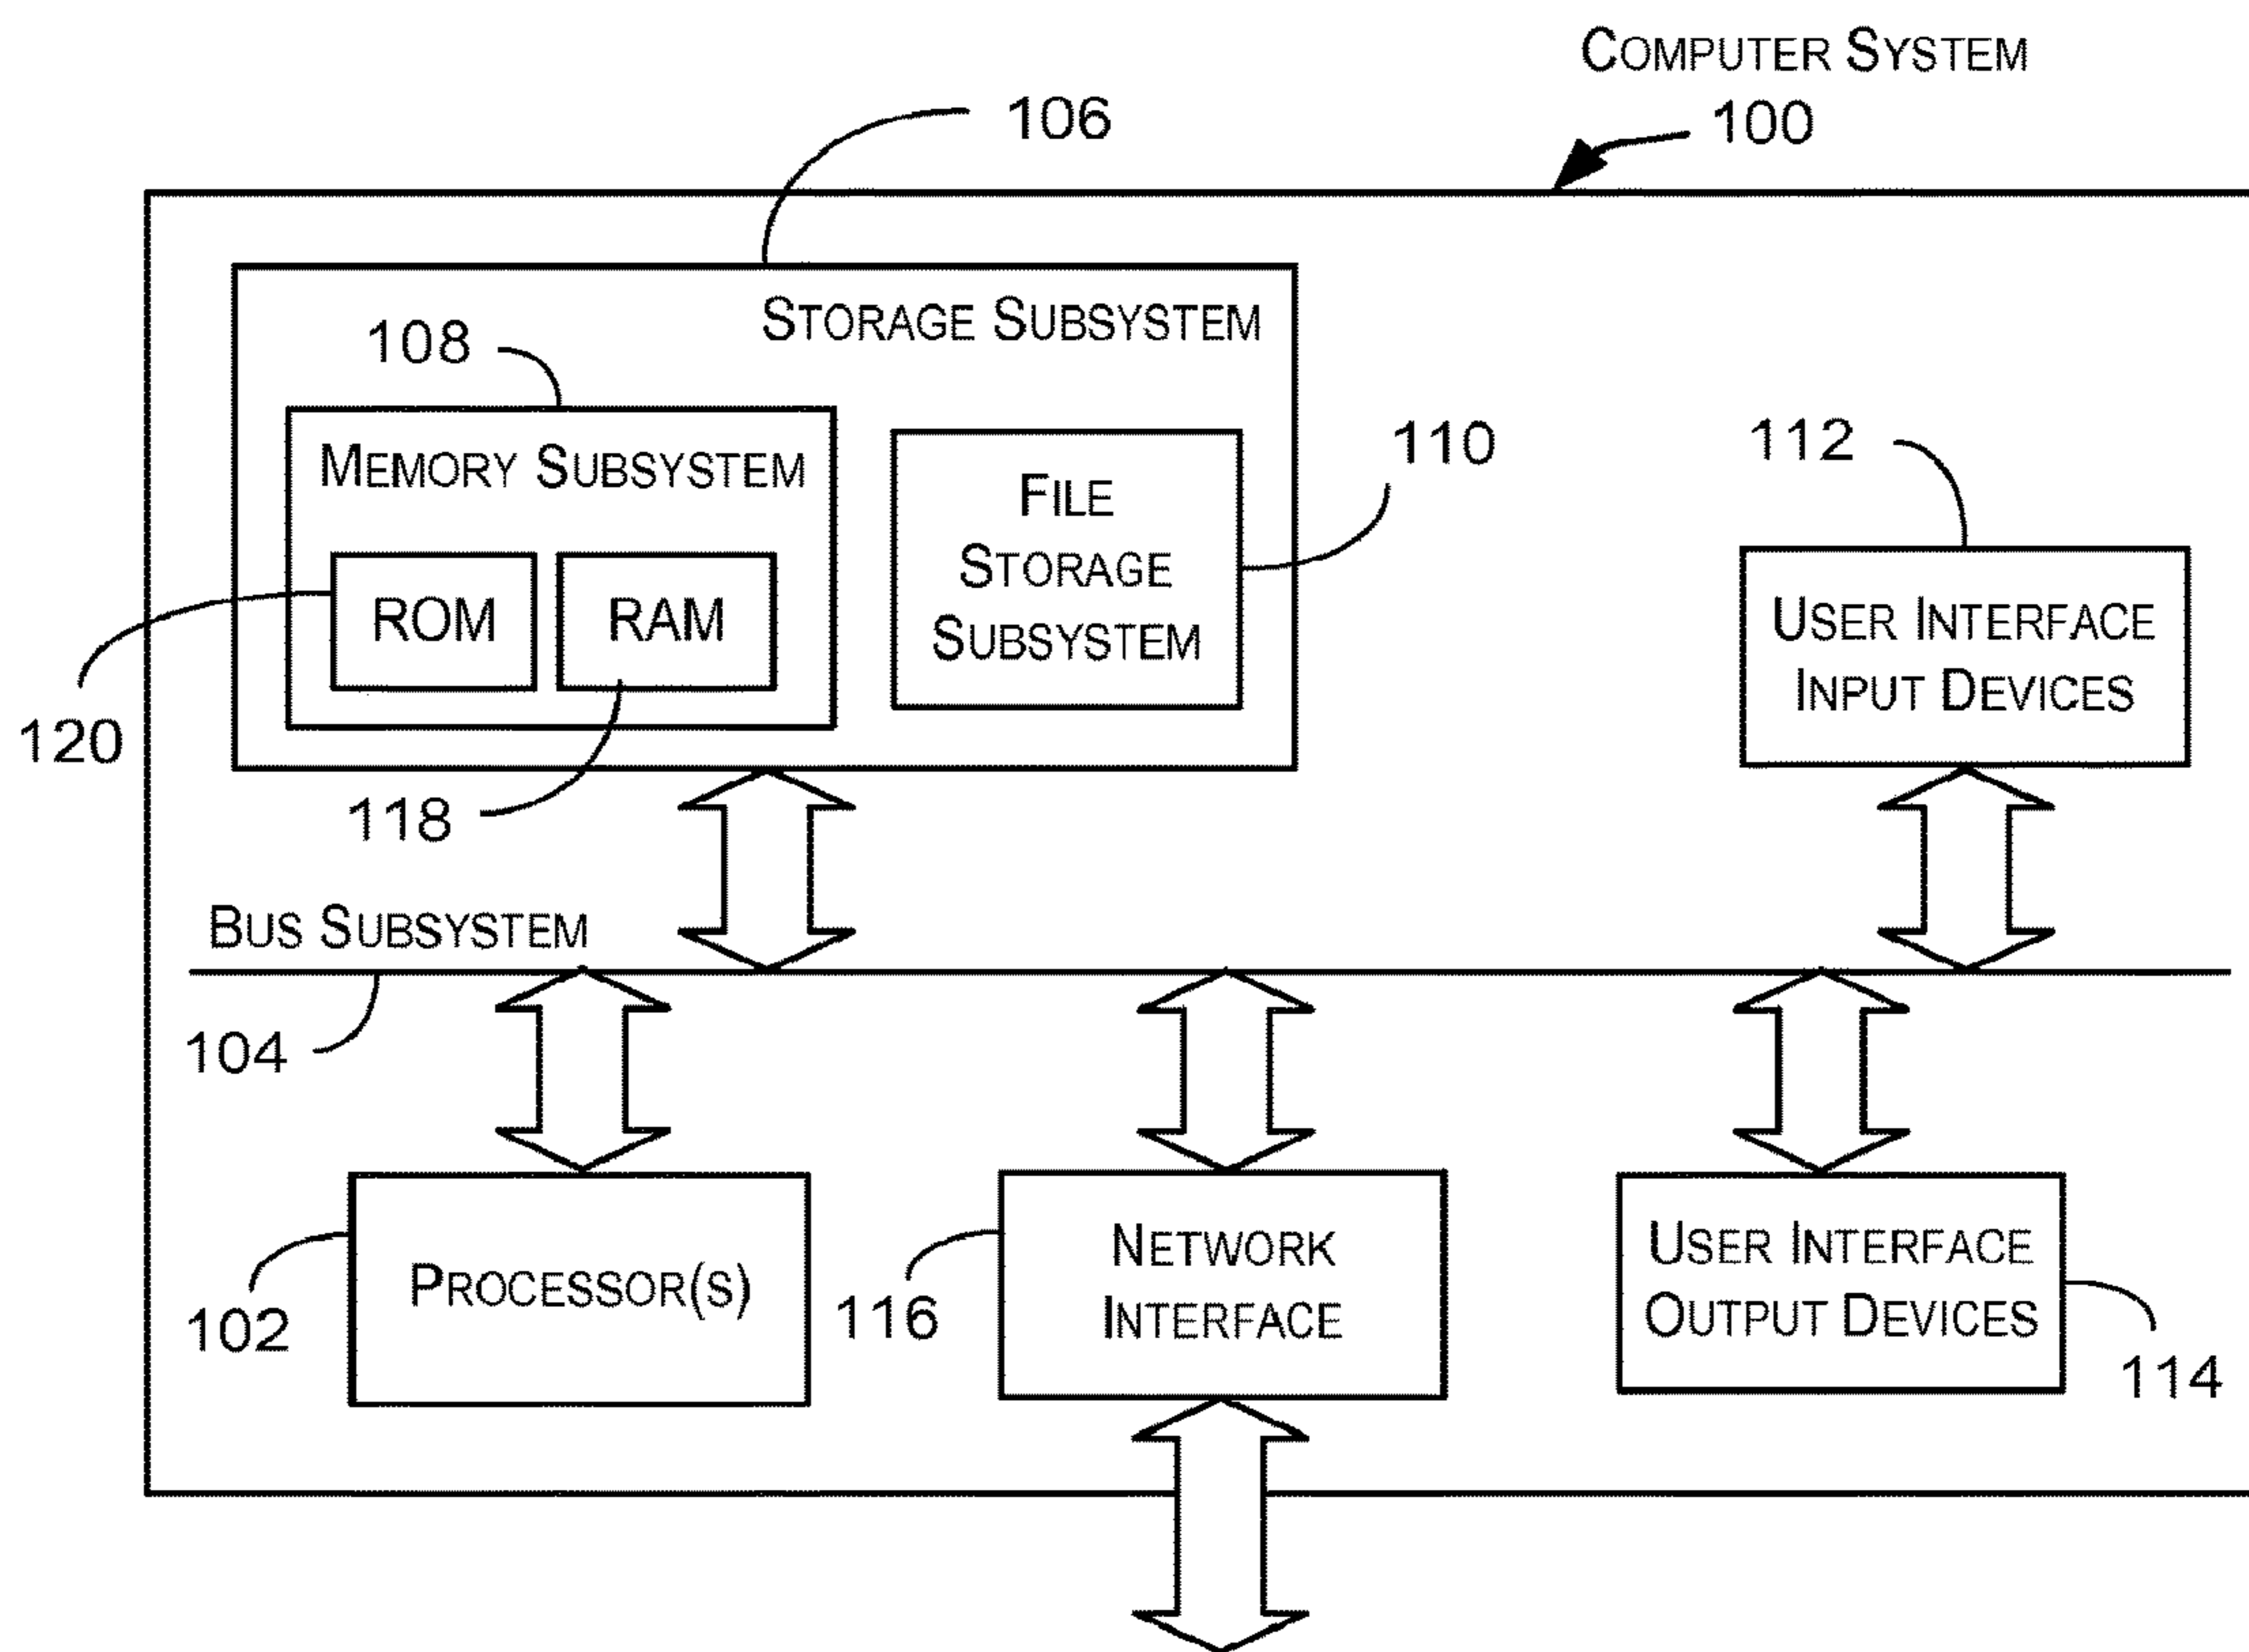 COMPUTER SYSTEM
100
106
STORAGE SUBSYSTEM
108
MEMORY SUBSYSTEM
ROM
RAM
120
118
FILE
STORAGE
SUBSYSTEM
110
112
USER INTERFACE
INPUT DEVICES
BUS SUBSYSTEM
104
PROCESSOR(S)
102
NETWORK
INTERFACE
116
USER INTERFACE
OUTPUT DEVICES
114